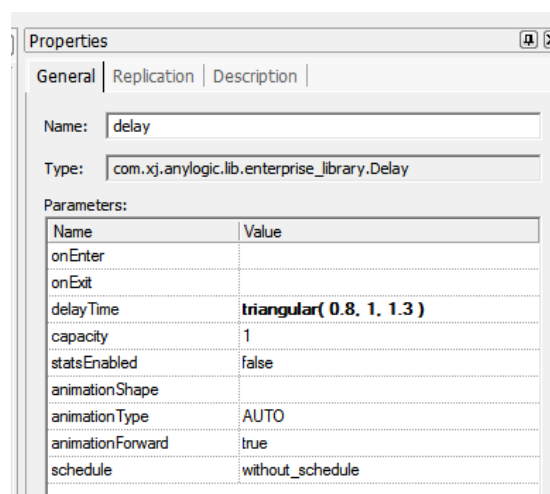 Properties
General Replication Description
Name: delay
Type: com.xj.anylogic.lib.enterprise_library.Delay
Parameters:
Name Value
onEnter
onExit
delayTime triangular( 0.8, 1, 1.3 )
capacity 1
statsEnabled false
animationShape
animationType AUTO
animationForward true
schedule without_schedule